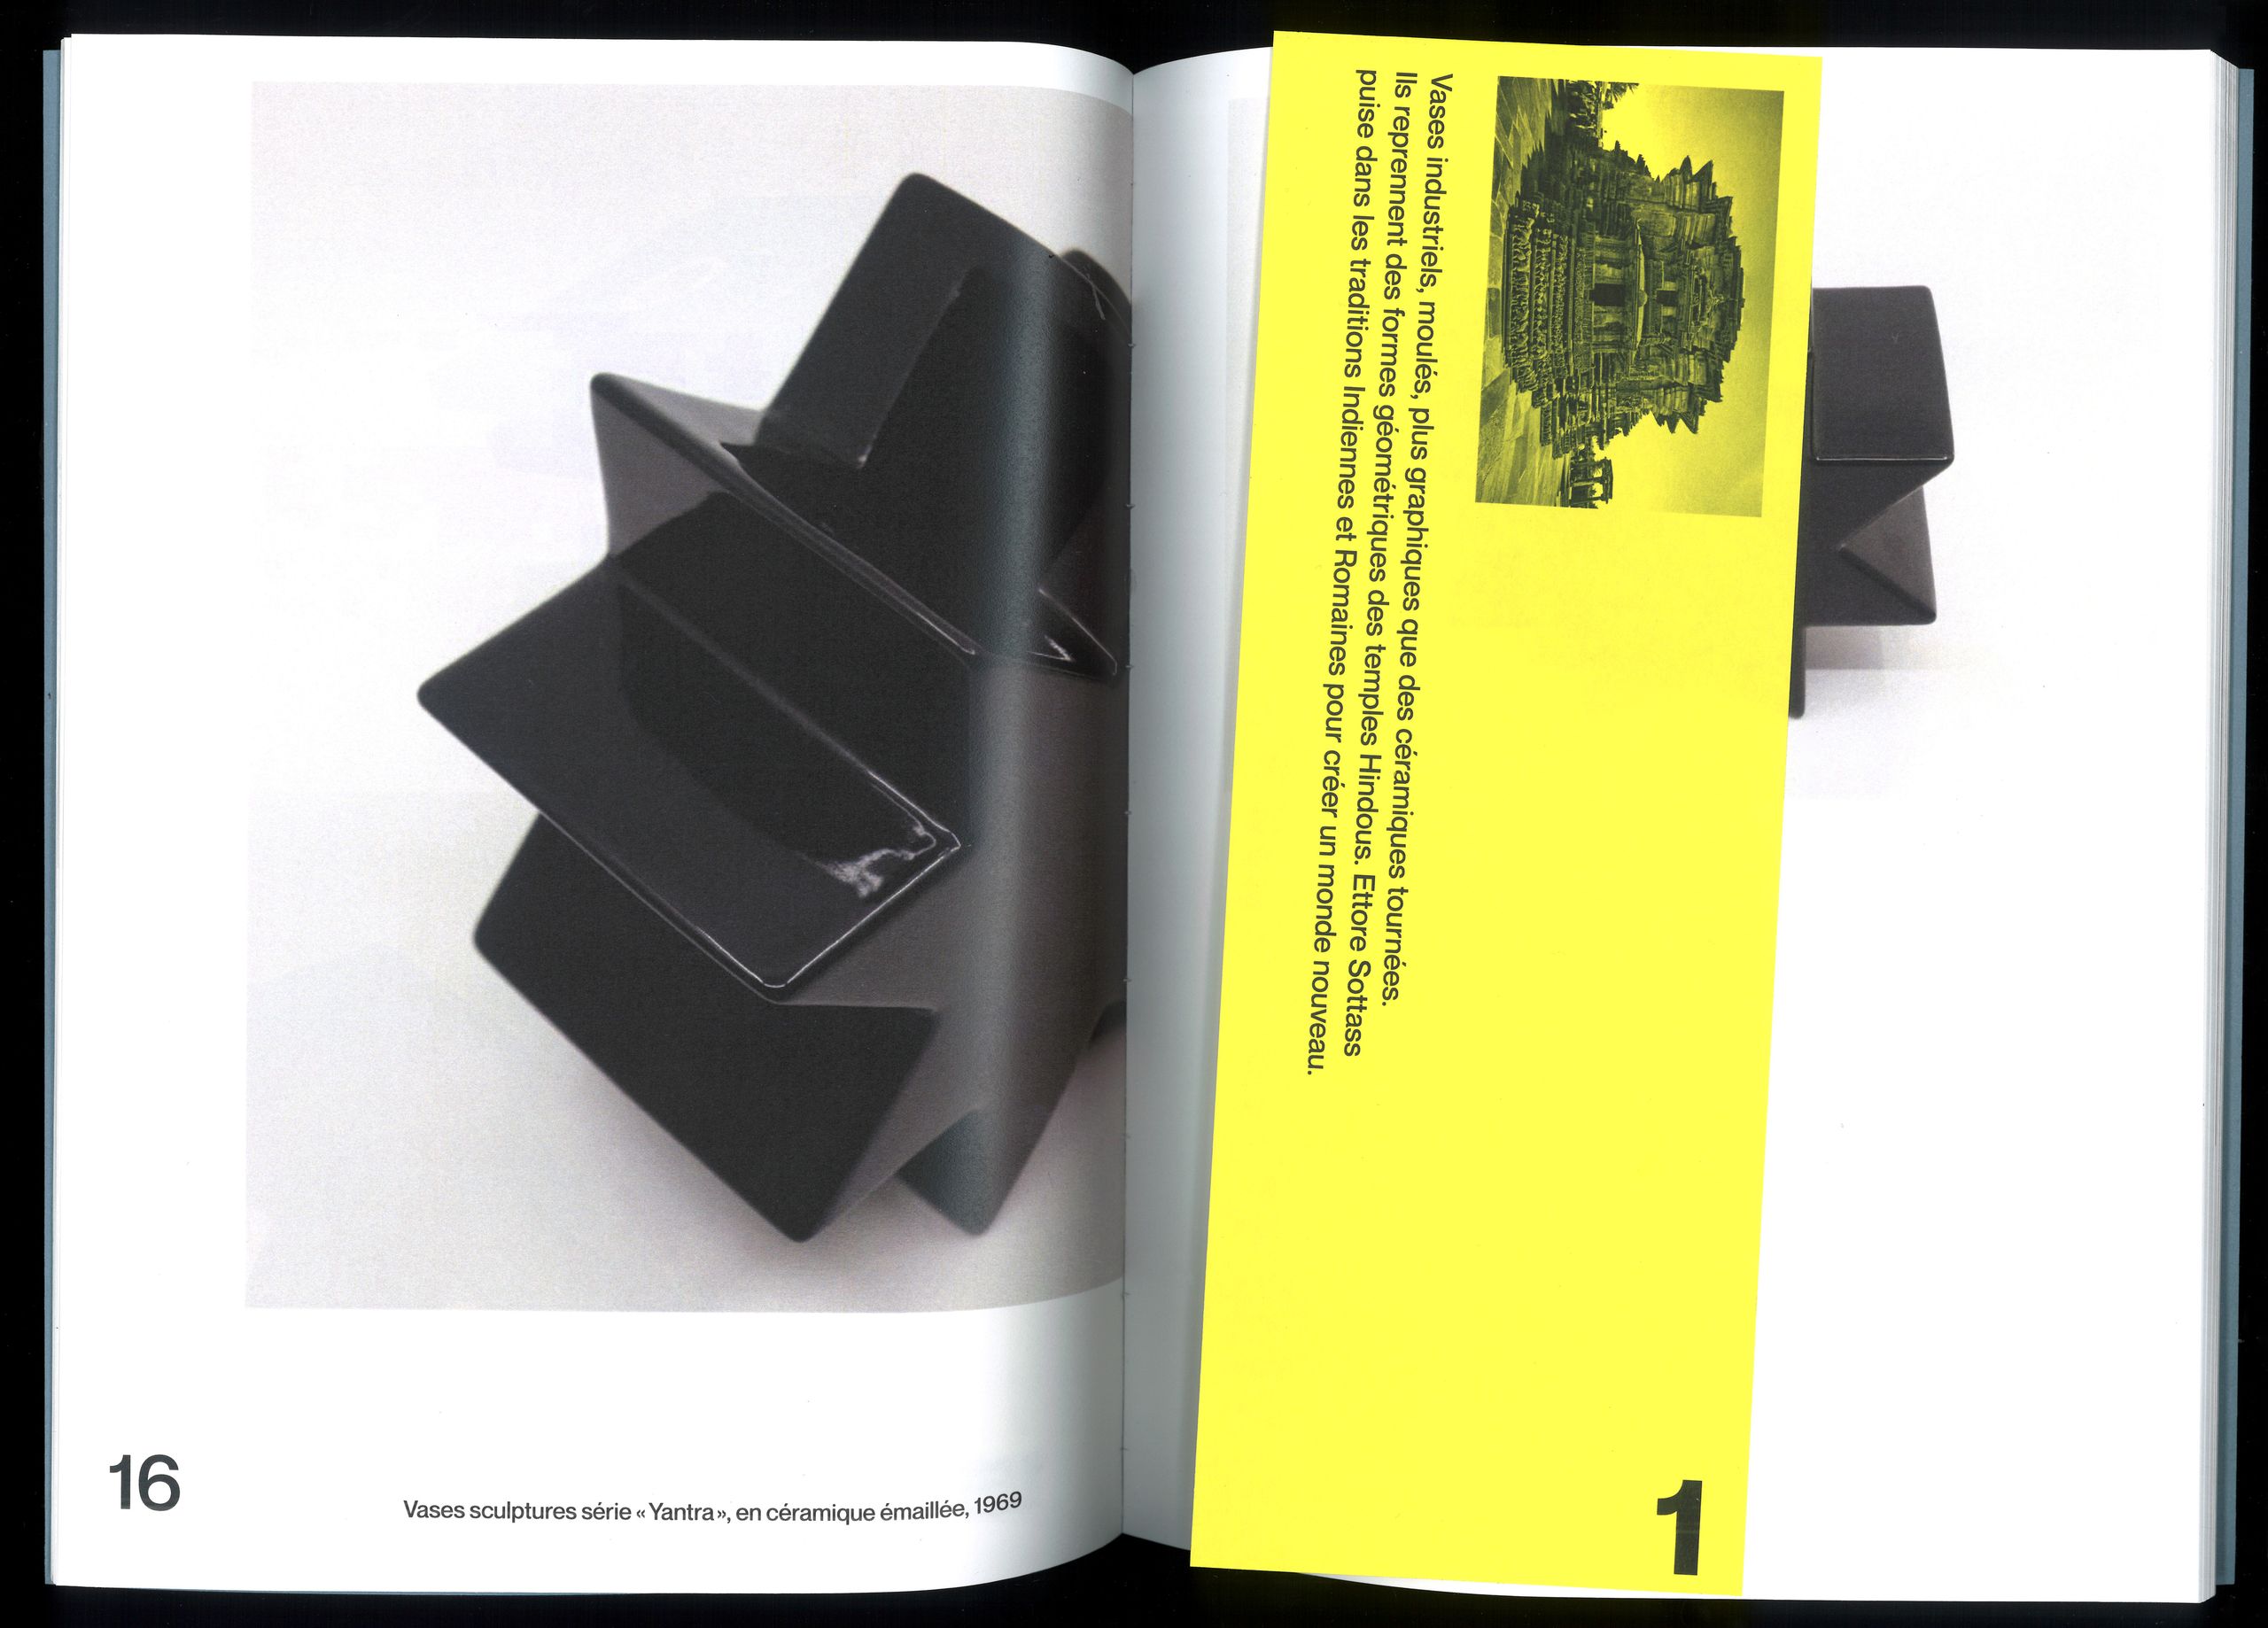 16
Vases sculptures série « Yantra », en céramique émaillée, 1969
Vases industriels, moulés, plus graphiques que des céramiques tournées.
Ils reprennent des formes géométriques des temples Hindous. Ettore Sottass
puise dans les traditions Indiennes et Romaines pour créer un monde nouveau.
1